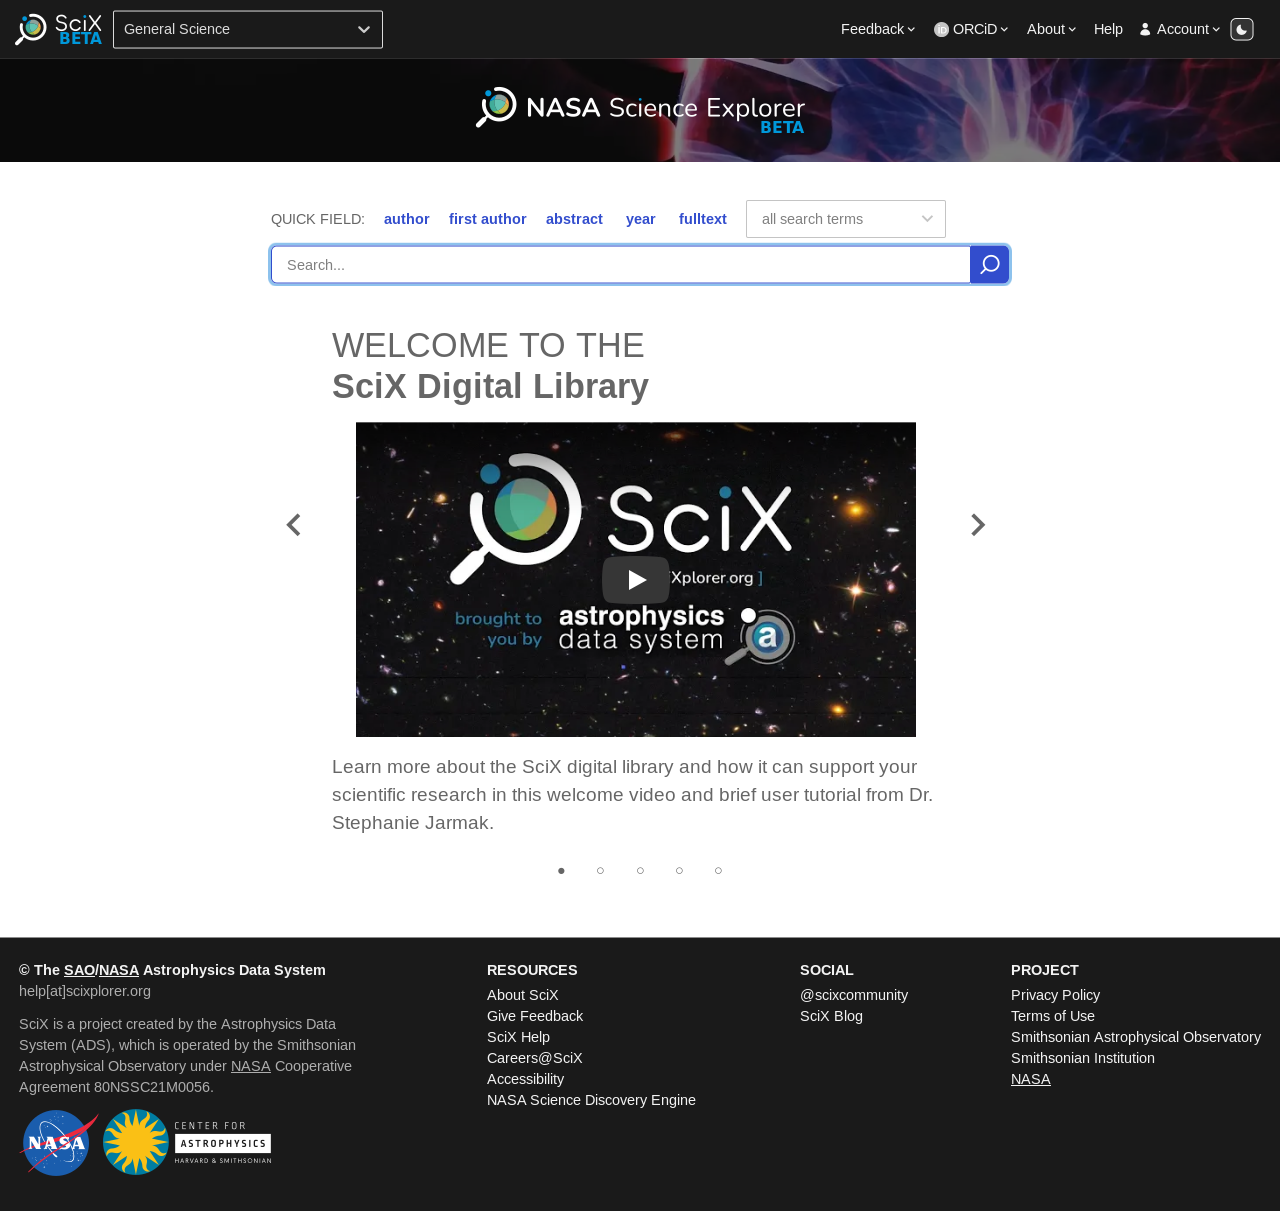 SciX
BETA
General Science
Feedback
iD ORCiD
About
Help
Account
NASA Science Explorer
BETA
QUICK FIELD:
author
first author
abstract
year
fulltext
all search terms
Search...
WELCOME TO THE
SciX Digital Library
SciX
Xplorer.org ]
brought to
you by
astrophysics
data system
a
Learn more about the SciX digital library and how it can support your
scientific research in this welcome video and brief user tutorial from Dr.
Stephanie Jarmak.
© The SAO/NASA Astrophysics Data System
help[at]scixplorer.org
SciX is a project created by the Astrophysics Data
System (ADS), which is operated by the Smithsonian
Astrophysical Observatory under NASA Cooperative
Agreement 80NSSC21M0056.
NASA
CENTER FOR
ASTROPHYSICS
HARVARD & SMITHSONIAN
RESOURCES
About SciX
Give Feedback
SciX Help
Careers@SciX
Accessibility
NASA Science Discovery Engine
SOCIAL
@scixcommunity
SciX Blog
PROJECT
Privacy Policy
Terms of Use
Smithsonian Astrophysical Observatory
Smithsonian Institution
NASA